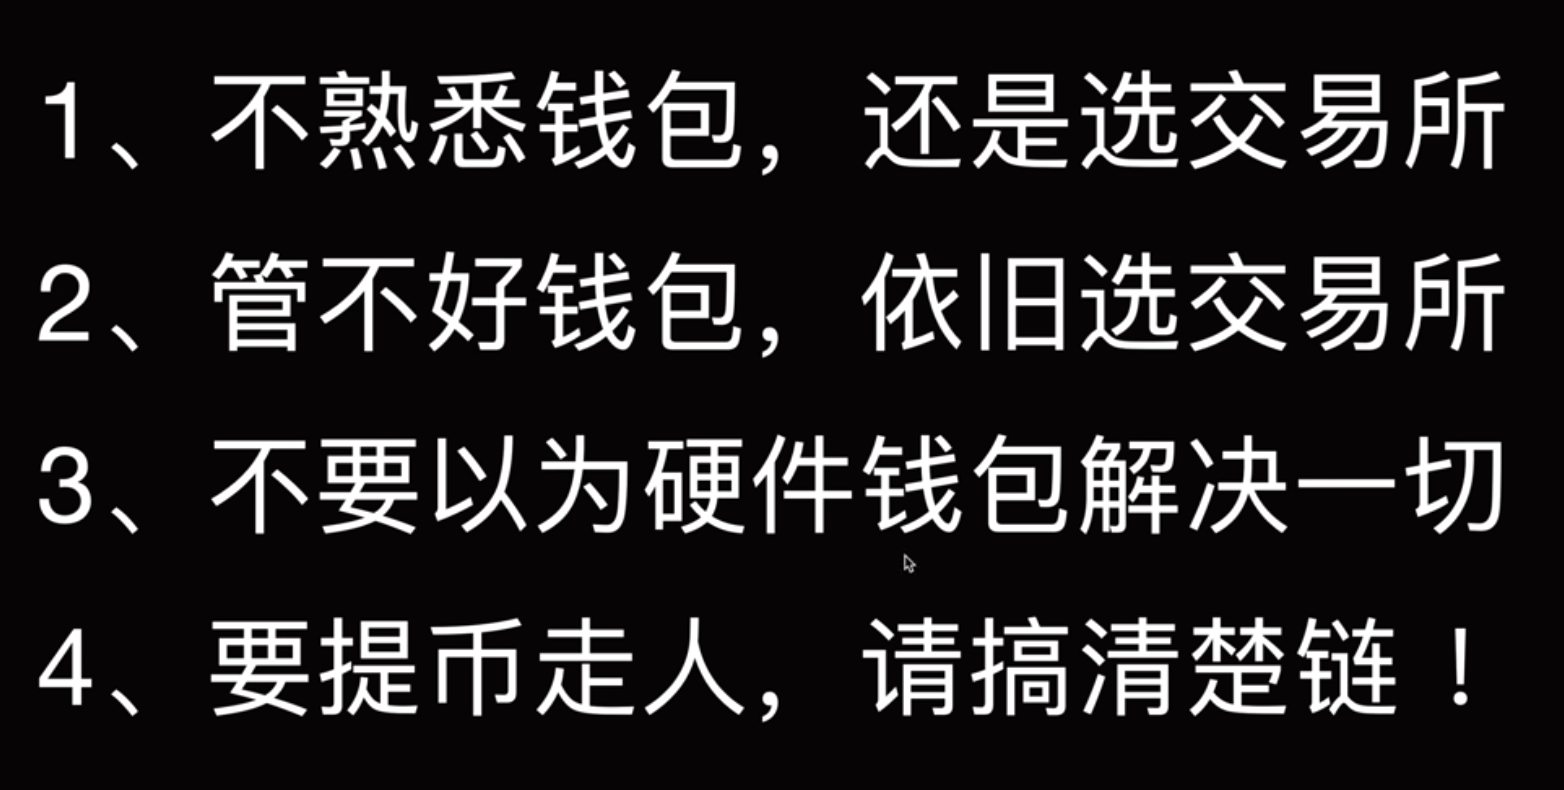 1、不熟悉钱包，还是选交易所
2、管不好钱包，依旧选交易所
3、不要以为硬件钱包解决一切
4、要提币走人，请搞清楚链！